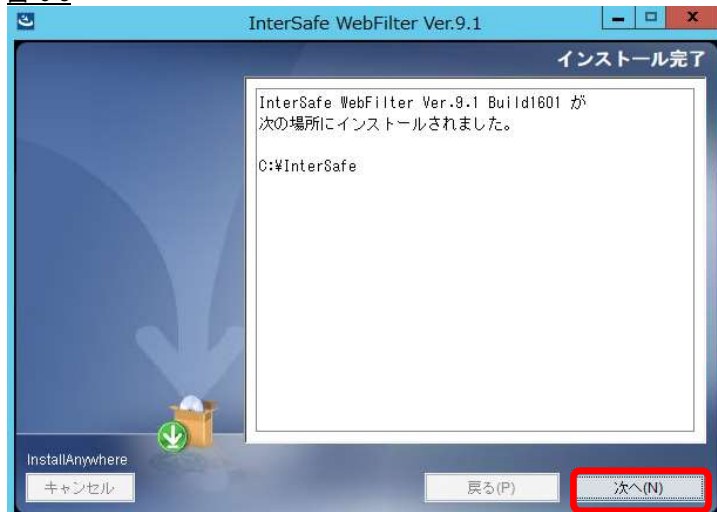 InterSafe WebFilter Ver.9.1
インストール完了
InterSafe WebFilter Ver.9.1 Build1601 が
次の場所にインストールされました。
C:¥InterSafe
InstallAnywhere
キャンセル
戻る(P)
次へ(N)